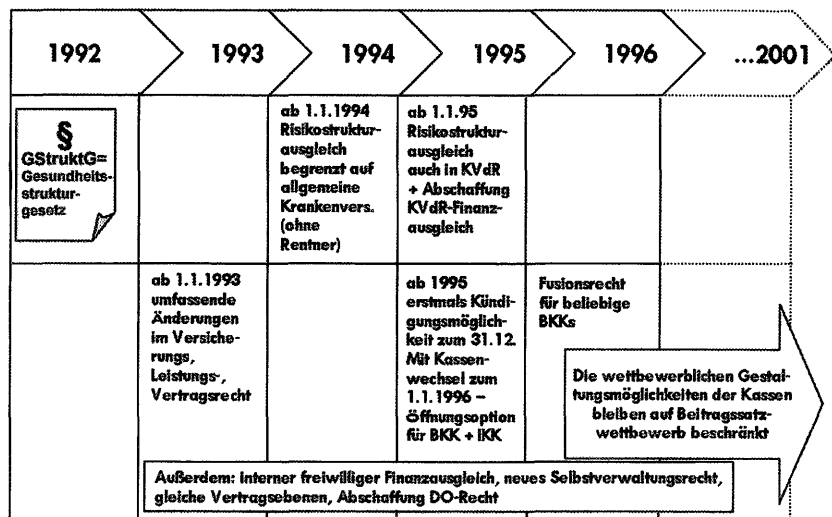 1992
1993
1994
1995
1996
...2001
§
GStruktG=
Gesundheits-
struktur-
gesetz
ab 1.1.1994
Risikostruktur-
ausgleich
begrenzt auf
allgemeine
Krankenvers.
(ohne
Rentner)
ab 1.1.95
Risikostruktur-
ausgleich
auch in KVdR
+ Abschaffung
KVdR-Finanz-
ausgleich
ab 1.1.1993
umfassende
Änderungen
im Versiche-
rungs,
Leistungs-,
Vertragsrecht
ab 1995
erstmals Kündi-
gungsmöglich-
keit zum 31.12.
Mit Kassen-
wechsel zum
1.1.1996 –
Öffnungsoption
für BKK + IKK
Fusionsrecht
für beliebige
BKKs
Die wettbewerblichen Gestal-
tungsmöglichkeiten der Kassen
bleiben auf Beitragssatz-
wettbewerb beschränkt
Außerdem: interner freiwilliger Finanzausgleich, neues Selbstverwaltungsrecht,
gleiche Vertragsebenen, Abschaffung DO-Recht